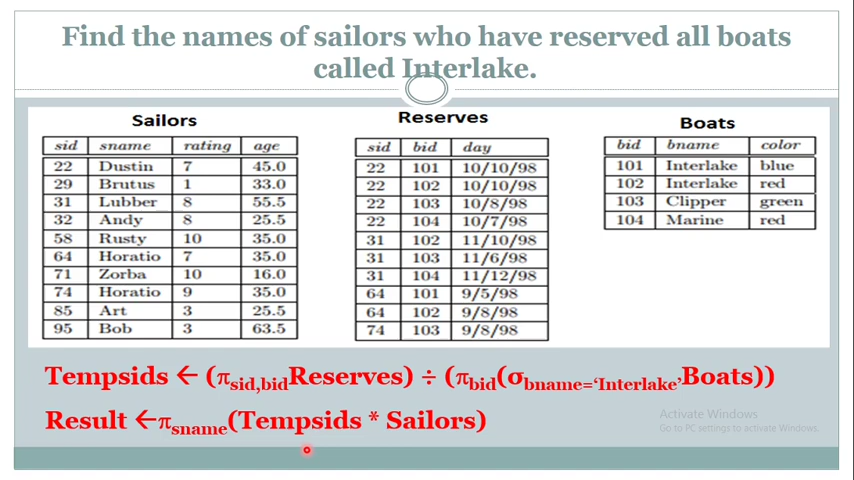 Find the names of sailors who have reserved all boats
called Interlake.
Sailors
sid sname rating age
22 Dustin 7 45.0
29 Brutus 1 33.0
31 Lubber 8 55.5
32 Andy 8 25.5
58 Rusty 10 35.0
64 Horatio 7 35.0
71 Zorba 10 16.0
74 Horatio 9 35.0
85 Art 3 25.5
95 Bob 3 63.5
Reserves
sid bid day
22 101 10/10/98
22 102 10/10/98
22 103 10/8/98
22 104 10/7/98
31 102 11/10/98
31 103 11/6/98
31 104 11/12/98
64 101 9/5/98
64 102 9/8/98
74 103 9/8/98
Boats
bid bname color
101 Interlake blue
102 Interlake red
103 Clipper green
104 Marine red
Tempsids ← (πsid,bidReserves) ÷ (πbid(σbname=‘Interlake’Boats))
Result ←πsname(Tempsids * Sailors)
Activate Windows
Go to PC settings to activate Windows.